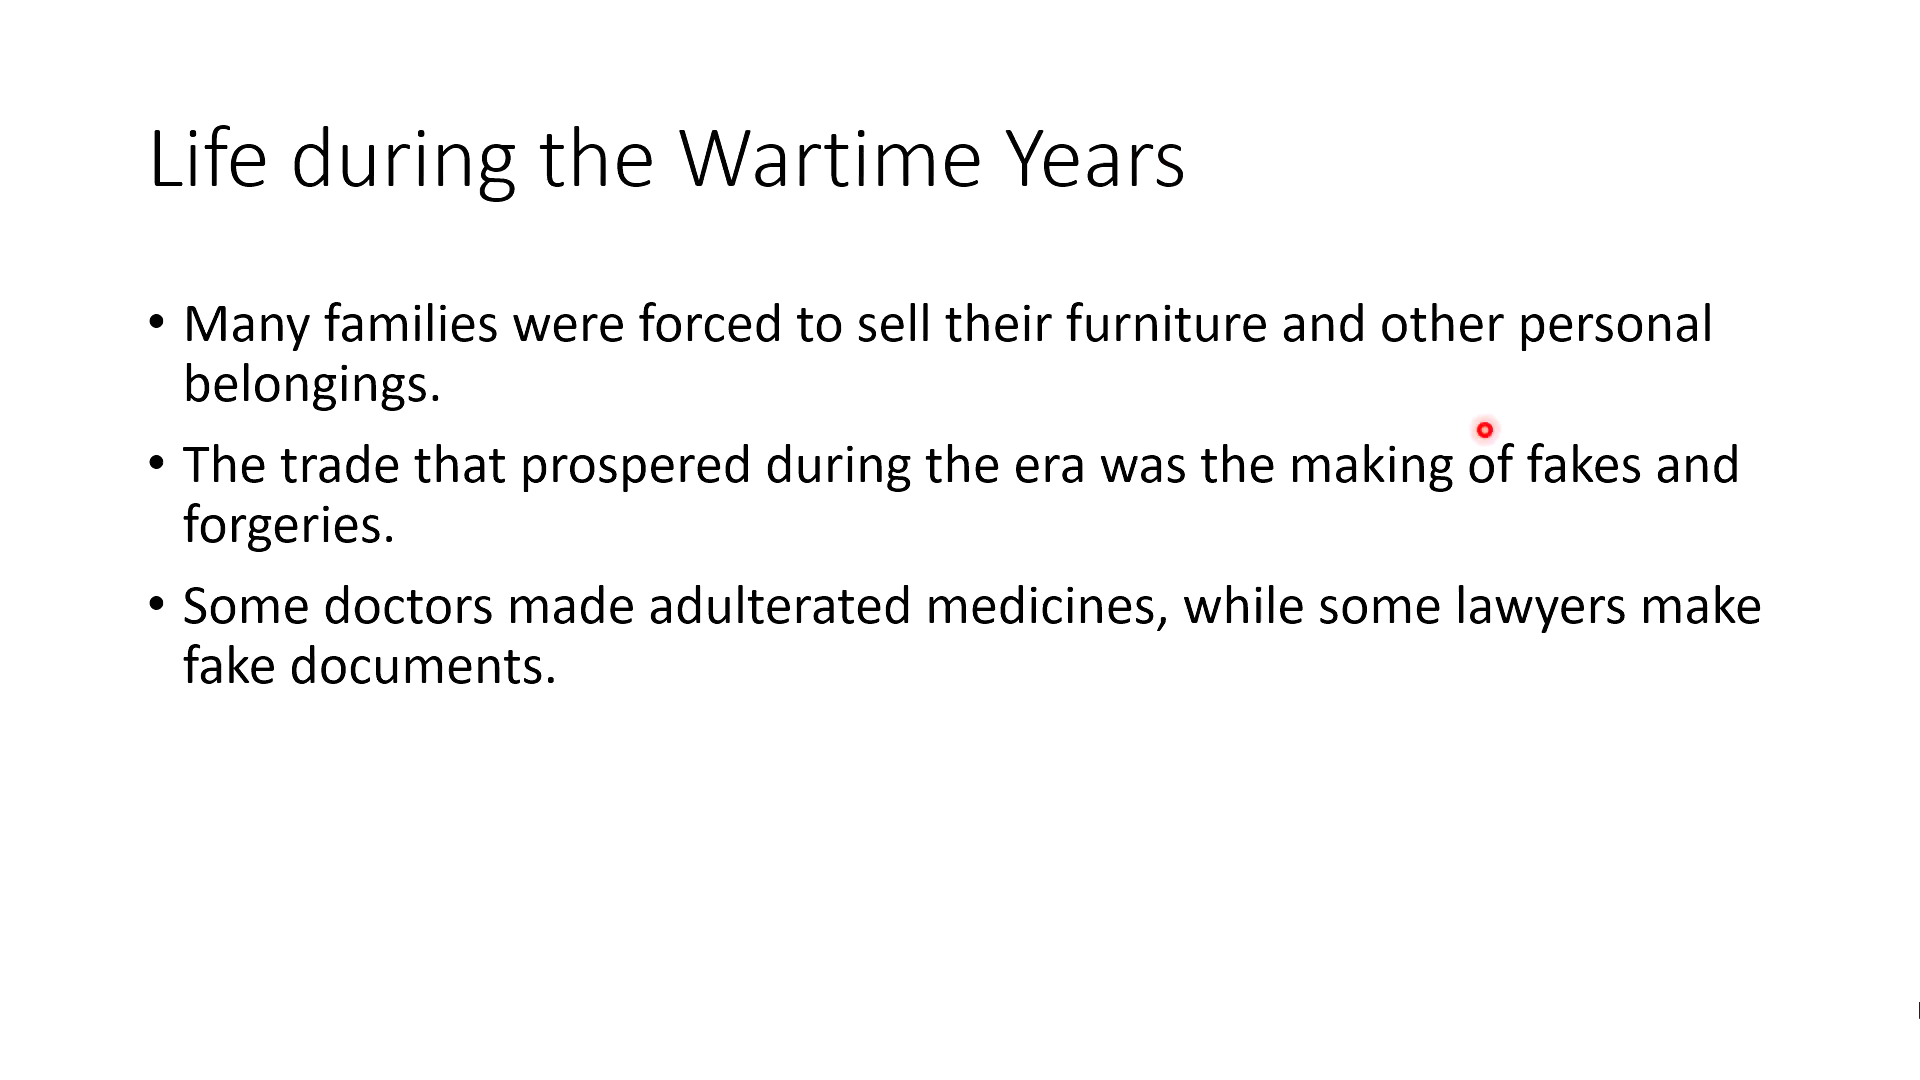 Life during the Wartime Years
• Many families were forced to sell their furniture and other personal
belongings.
• The trade that prospered during the era was the making of fakes and
forgeries.
• Some doctors made adulterated medicines, while some lawyers make
fake documents.